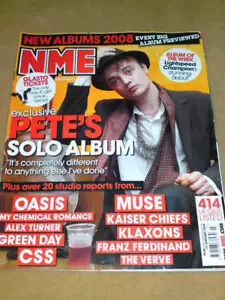 NEW ALBUMS 2008 EVERY BIG ALBUM PREVIEWED
NME
GLASTO
TICKETS
ALBUM OF
THE WEEK
Lightspeed
Champion's
stunning
debut
exclusive
PETE'S
SOLO ALBUM
"It's completely different
to anything else I've done"
Plus over 20 studio reports from...
OASIS
MY CHEMICAL ROMANCE
ALEX TURNER
GREEN DAY
CSS
MUSE
KAISER CHIEFS
KLAXONS
FRANZ FERDINAND
THE VERVE
414
LISTED